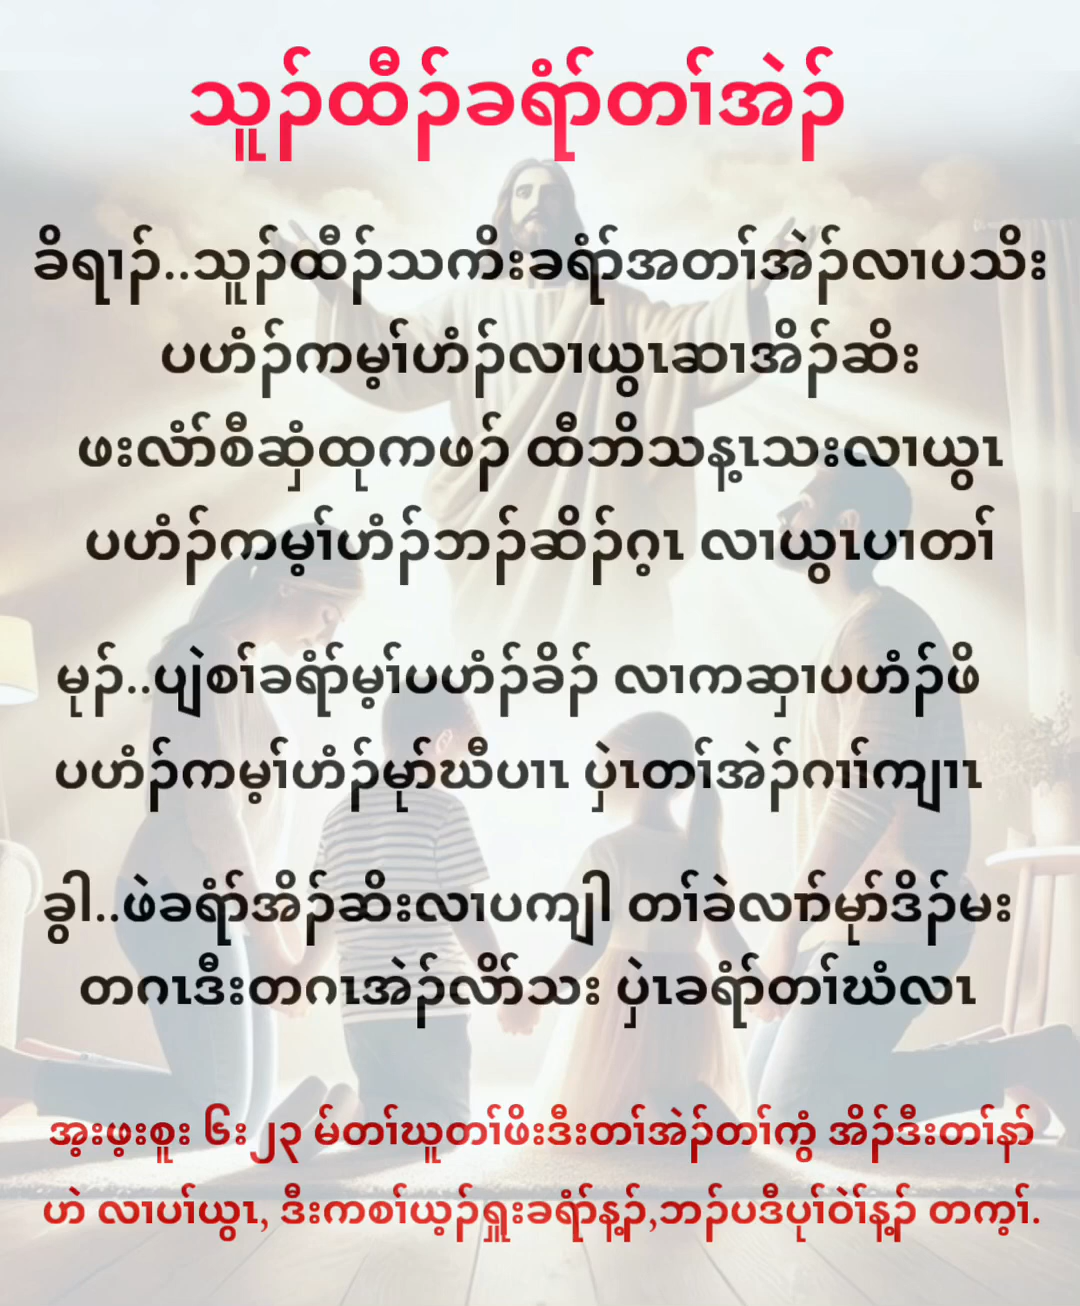 သူၣ်ထီၣ်ခရံာ်တၢ်အဲၣ်
ခိရၢၣ်..သူၣ်ထီၣ်သကိးခရံာ်အတၢ်အဲၣ်လၢပသိး
ပဟံၣ်ကမ့ၢ်ဟံၣ်လၢယွၤဆၢအိၣ်ဆိး
ဖးလံာ်စီဆှံထုကဖၣ် ထီဘိသန့ၤသးလၢယွၤ
ပဟံၣ်ကမ့ၢ်ဟံၣ်ဘၣ်ဆိၣ်ဂ့ၤ လၢယွၤပၢတၢ်
မုၣ်..ပျဲစၢ်ခရံာ်မ့ၢ်ပဟံၣ်ခိၣ် လၢကဆှၢပဟံၣ်ဖိ
ပဟံၣ်ကမ့ၢ်ဟံၣ်မုာ်ဃီပၢၤ ပှဲၤတၢ်အဲၣ်ဂၢၢ်ကျၢၤ
ခွါ..ဖဲခရံာ်အိၣ်ဆိးလၢပကျါ တၢ်ခဲလၢာ်မုာ်ဒိၣ်မး
တဂၤဒီးတဂၤအဲၣ်လိာ်သး ပှဲၤခရံာ်တၢ်ဃံလၤ
အ့းဖ့းစူး ၆း၂၃ မ်တၢ်ဃူတၢ်ဖိးဒီးတၢ်အဲၣ်တၢ်ကွံ အိၣ်ဒီးတၢ်နာ်
ဟဲ လၢပၢ်ယွၤ, ဒီးကစၢ်ယ့ၣ်ရှူးခရံာ်န့ၣ်,ဘၣ်ပဒီပုၢ်ဝဲၢ်န့ၣ် တက့ၢ်.